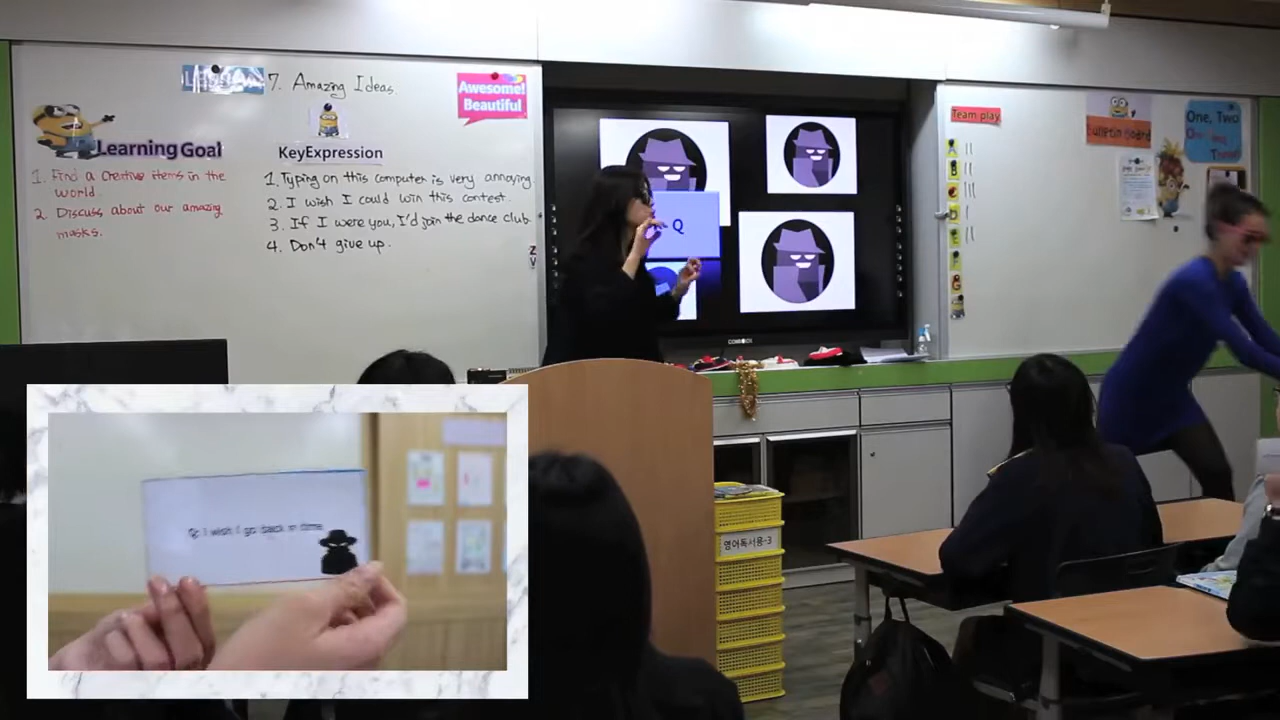 7. Amazing Ideas.
Awesome!
Beautiful
Learning Goal
1. Find a creative items in the
world.
2. Discuss about our amazing
masks.
KeyExpression
1. Typing on this computer is very annoying.
2. I wish I could win this contest.
3. If I were you, I'd join the dance club.
4. Don't give up.
Q
Team play
A
B
C
D
E
F
G
Bulletin Board
One, Two
영어독서용-3
Q: I wish I go back in time